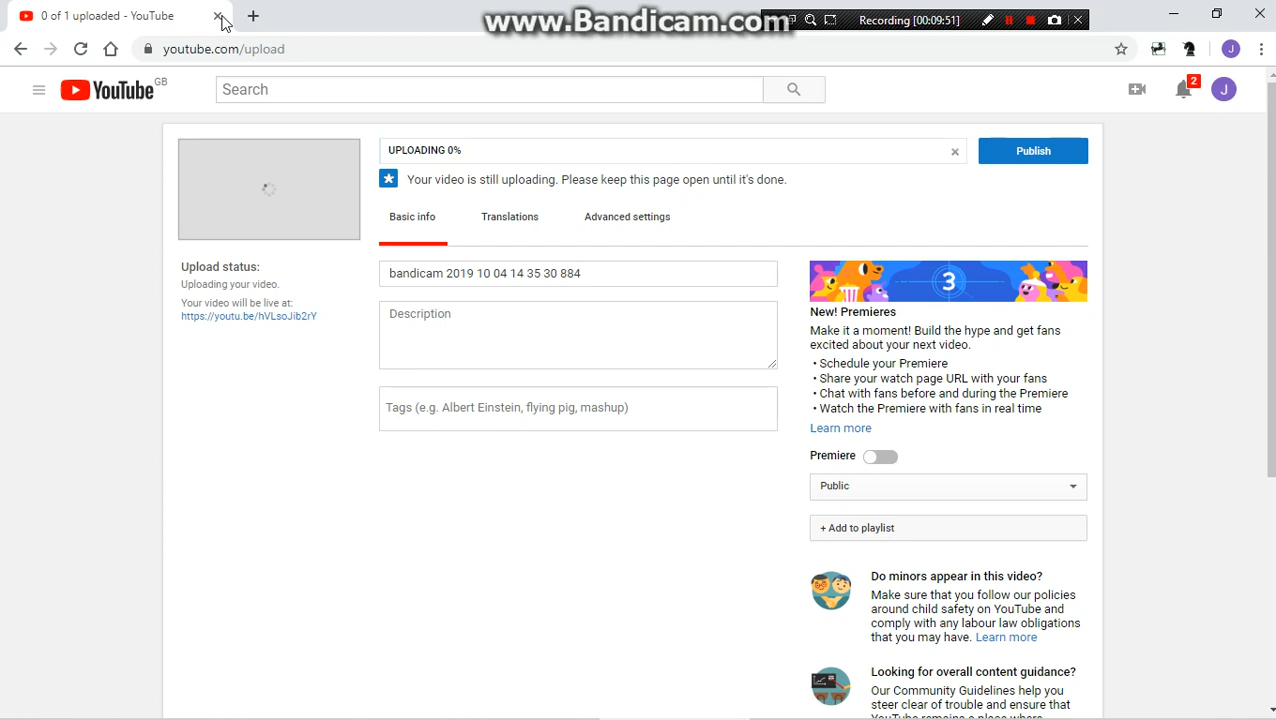 0 of 1 uploaded - YouTube
www.Bandicam.com
Recording [00:09:51]
youtube.com/upload
J
YouTube GB
Search
2
J
UPLOADING 0%
Publish
Your video is still uploading. Please keep this page open until it's done.
Basic info
Translations
Advanced settings
Upload status:
Uploading your video.
Your video will be live at:
https://youtu.be/hVLsoJib2rY
bandicam 2019 10 04 14 35 30 884
Description
Tags (e.g. Albert Einstein, flying pig, mashup)
3
New! Premieres
Make it a moment! Build the hype and get fans
excited about your next video.
• Schedule your Premiere
• Share your watch page URL with your fans
• Chat with fans before and during the Premiere
• Watch the Premiere with fans in real time
Learn more
Premiere
Public
+ Add to playlist
Do minors appear in this video?
Make sure that you follow our policies
around child safety on YouTube and
comply with any labour law obligations
that you may have. Learn more
Looking for overall content guidance?
Our Community Guidelines help you
steer clear of trouble and ensure that
YouTube remains a place where